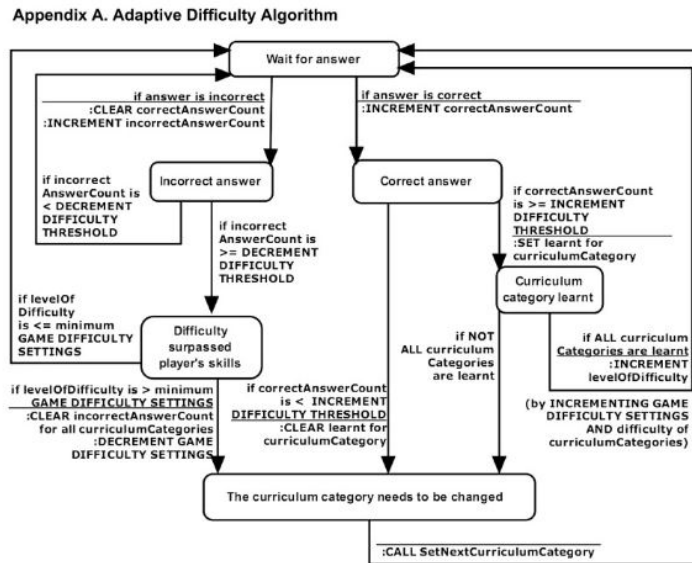 Appendix A. Adaptive Difficulty Algorithm
Wait for answer
if answer is incorrect
:CLEAR correctAnswerCount
:INCREMENT incorrectAnswerCount
if answer is correct
:INCREMENT correctAnswerCount
if incorrect
AnswerCount is
< DECREMENT
DIFFICULTY
THRESHOLD
Incorrect answer
Correct answer
if incorrect
AnswerCount is
>= DECREMENT
DIFFICULTY
THRESHOLD
if correctAnswerCount
is >= INCREMENT
DIFFICULTY
THRESHOLD
:SET learnt for
curriculumCategory
Curriculum
category learnt
if levelOf
Difficulty
is <= minimum
GAME DIFFICULTY
SETTINGS
Difficulty
surpassed
player's skills
if NOT
ALL curriculum
Categories
are learnt
if ALL curriculum
Categories are learnt
:INCREMENT
levelOfDifficulty
(by INCREMENTING GAME
DIFFICULTY SETTINGS
AND difficulty of
curriculumCategories)
if levelOfDifficulty is > minimum
GAME DIFFICULTY SETTINGS
:CLEAR incorrectAnswerCount
for all curriculumCategories
:DECREMENT GAME
DIFFICULTY SETTINGS
if correctAnswerCount
is < INCREMENT
DIFFICULTY THRESHOLD
:CLEAR learnt for
curriculumCategory
The curriculum category needs to be changed
:CALL SetNextCurriculumCategory